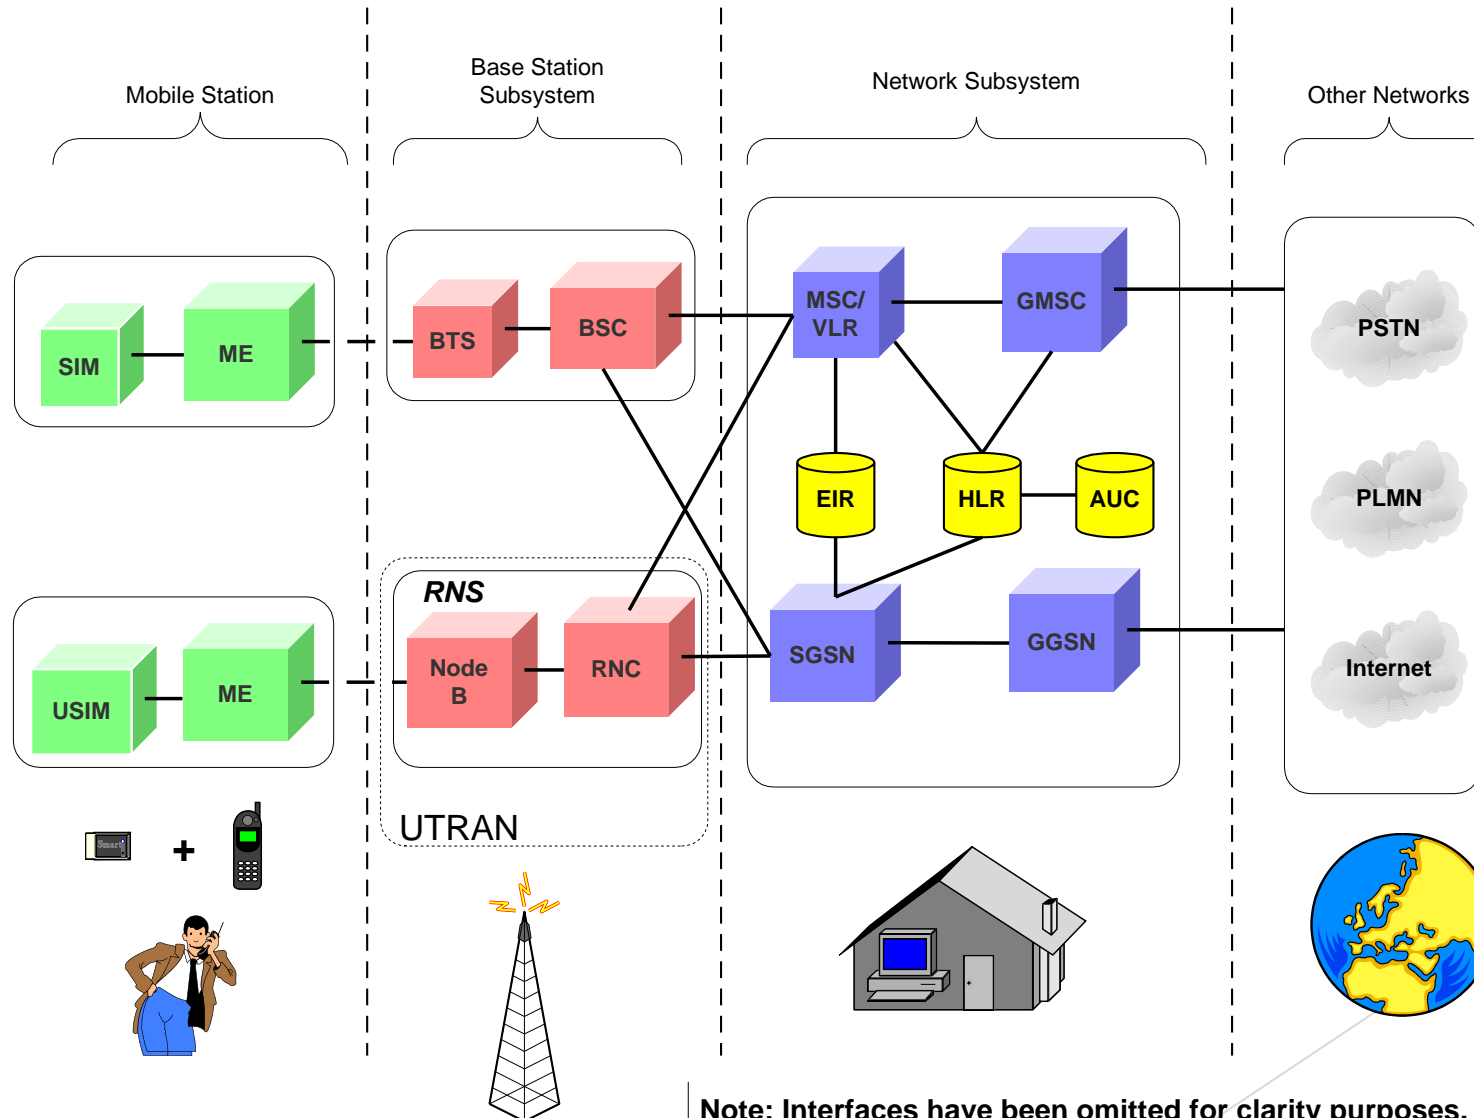 Mobile Station
Base Station
Subsystem
Network Subsystem
Other Networks
SIM
ME
BTS
BSC
MSC/
VLR
GMSC
PSTN
EIR
HLR
AUC
PLMN
RNS
Node
B
RNC
SGSN
GGSN
Internet
USIM
ME
UTRAN
Smart
+
Note: Interfaces have been omitted for clarity purposes.